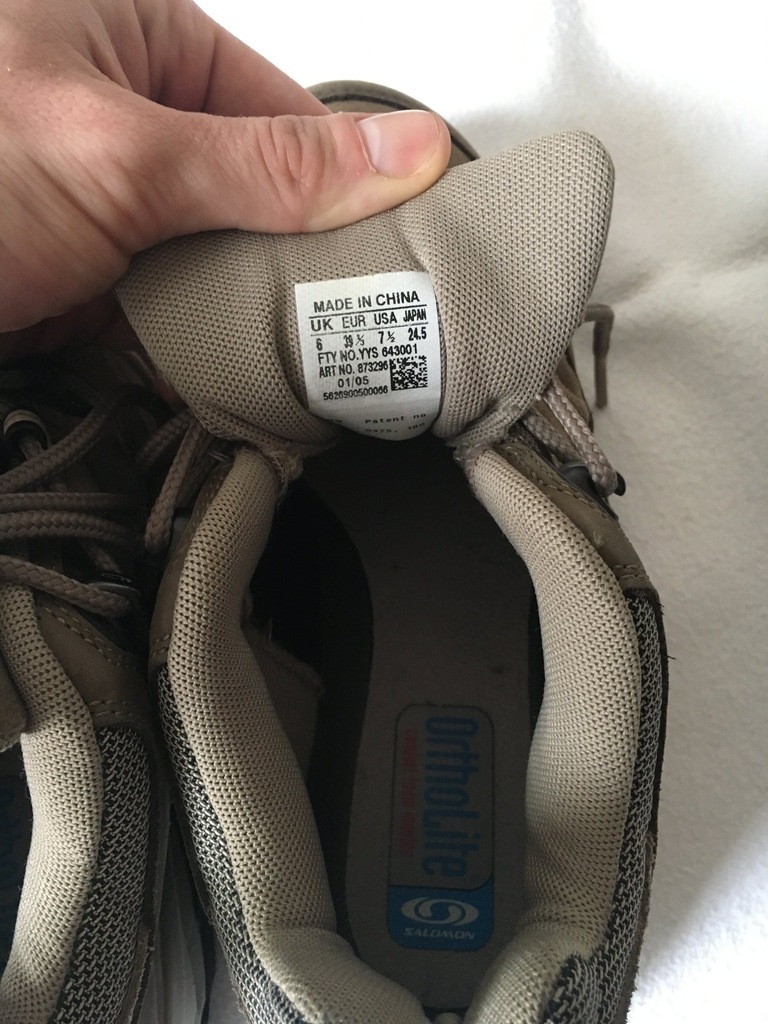 MADE IN CHINA
UK EUR USA JAPAN
6 39 ⅓ 7 ½ 24.5
FTY NO.YYS 643001
ART NO. 873296
01/05
5626900500066
Patent no
OrthoLite
SALOMON